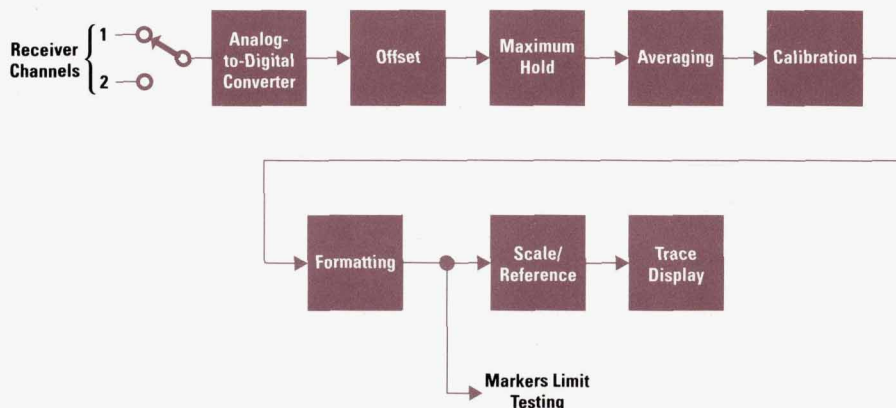 Receiver
Channels
1
2
Analog-
to-Digital
Converter
Offset
Maximum
Hold
Averaging
Calibration
Formatting
Scale/
Reference
Trace
Display
Markers Limit
Testing